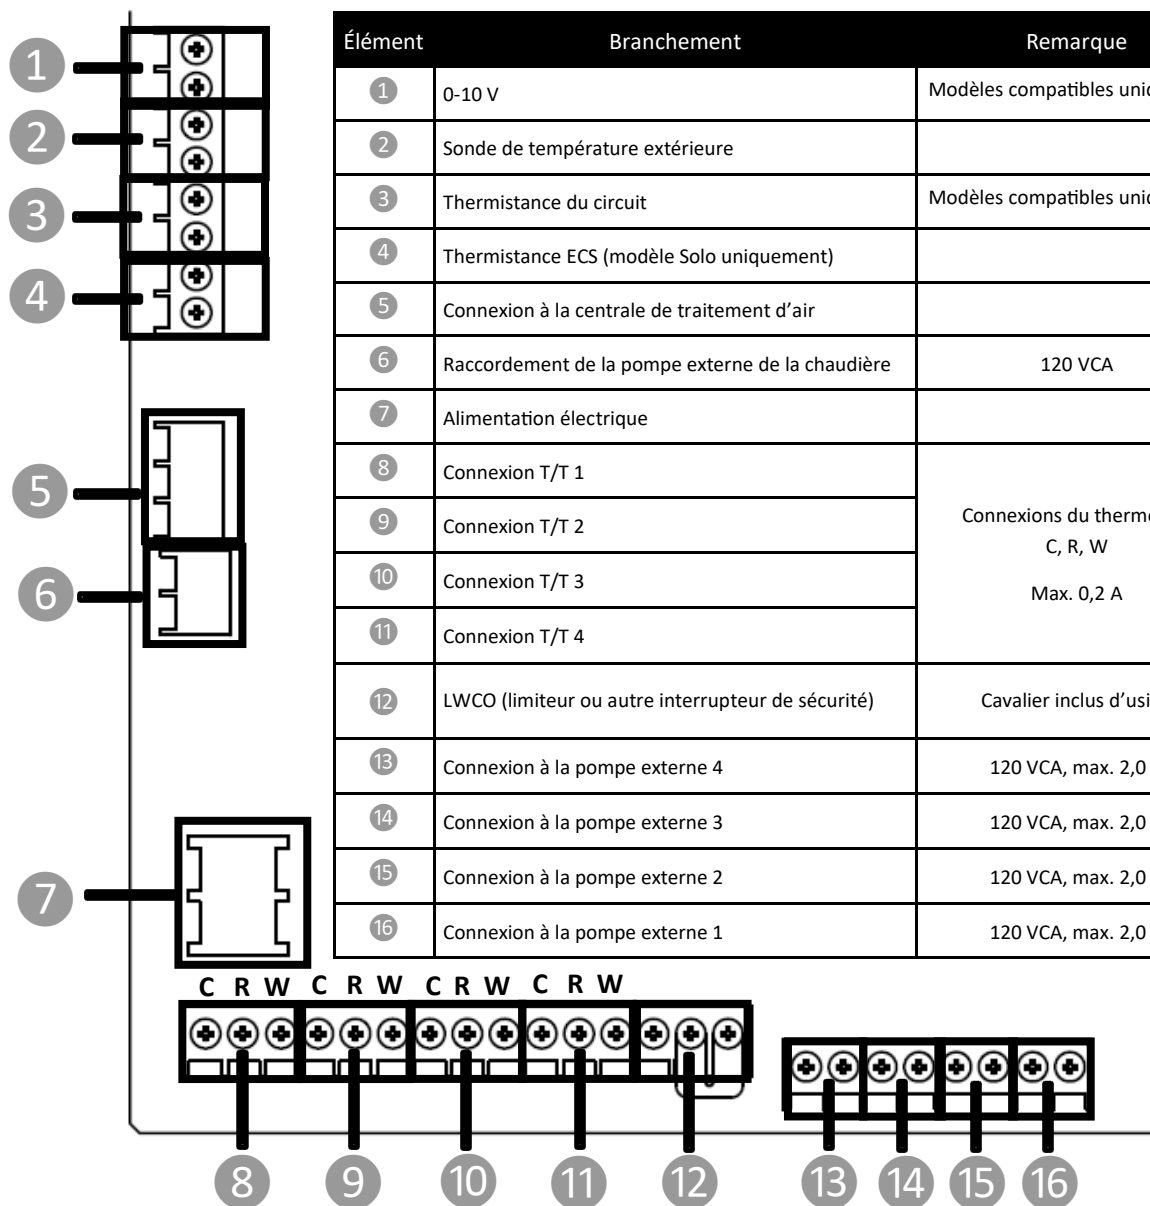 Élément Branchement Remarque
1 0-10 V Modèles compatibles
2 Sonde de température extérieure
3 Thermistance du circuit Modèles compatibles
4 Thermistance ECS (modèle Solo uniquement)
5 Connexion à la centrale de traitement d’air
6 Raccordement de la pompe externe de la chaudière 120 VCA
7 Alimentation électrique
8 Connexion T/T 1
9 Connexion T/T 2
10 Connexion T/T 3
11 Connexion T/T 4
Connexions du
C, R, W
Max. 0,2 A
12 LWCO (limiteur ou autre interrupteur de sécurité) Cavalier inclus
13 Connexion à la pompe externe 4 120 VCA, max. 2,0
14 Connexion à la pompe externe 3 120 VCA, max. 2,0
15 Connexion à la pompe externe 2 120 VCA, max. 2,0
16 Connexion à la pompe externe 1 120 VCA, max. 2,0
1
2
3
4
5
6
7
C R W C R W C R W C R W
8 9 10 11 12 13 14 15 16